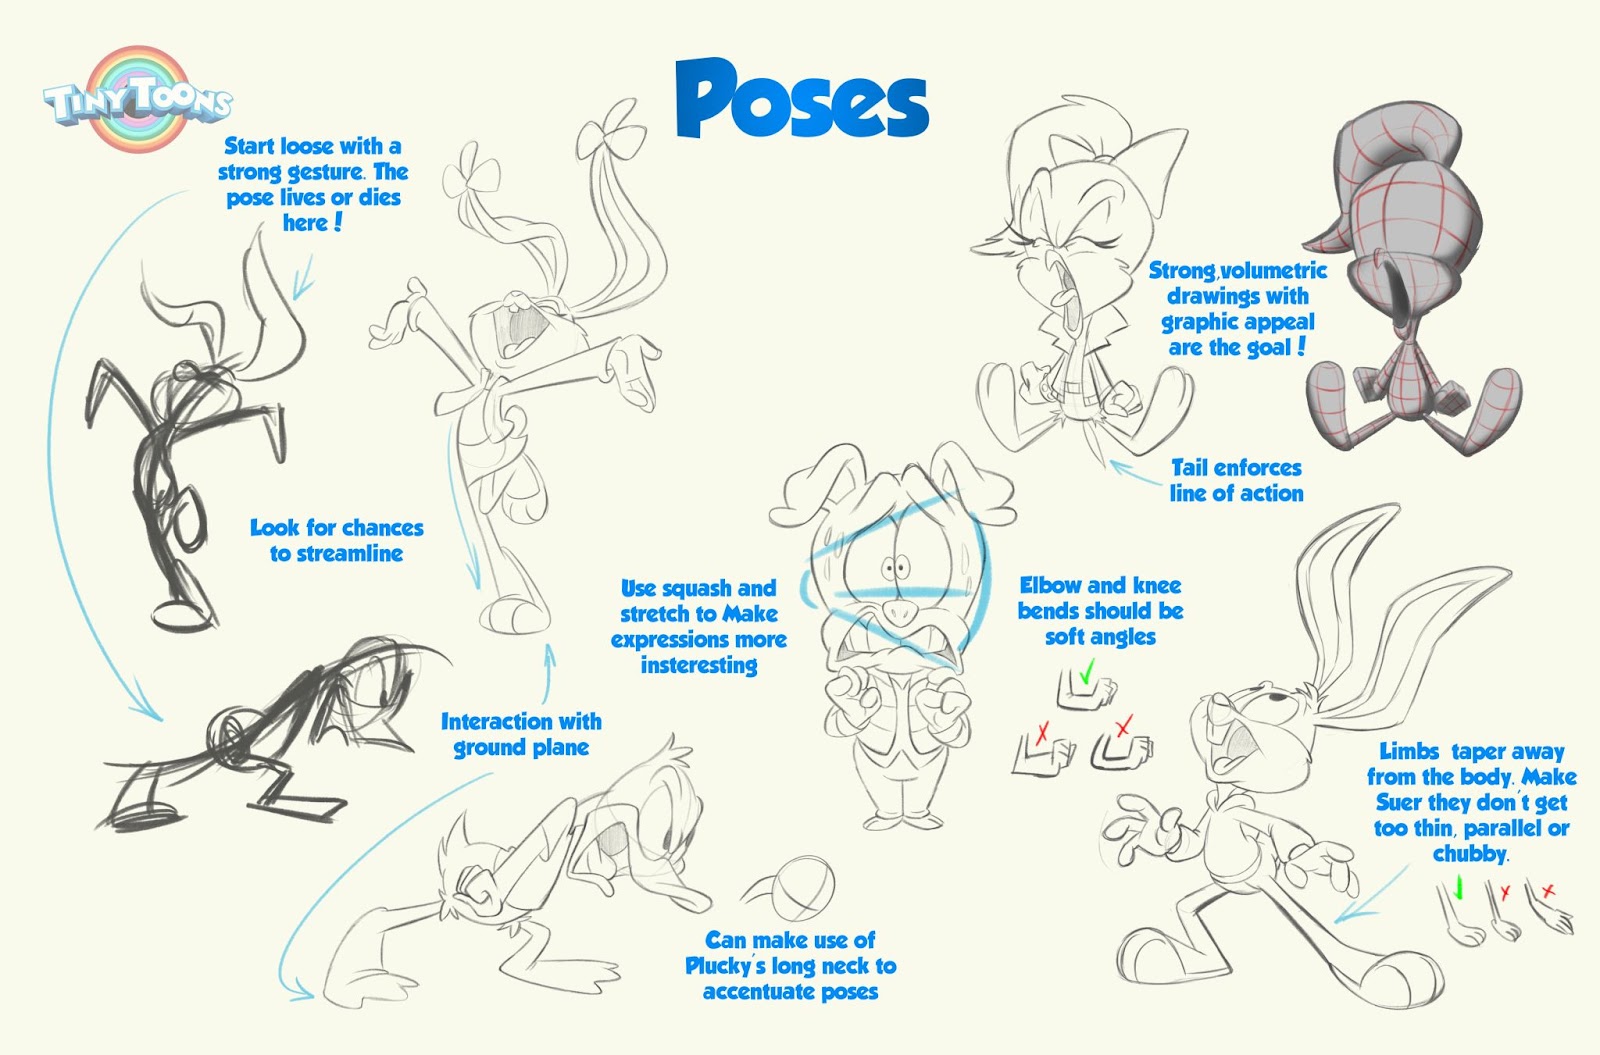 TINY TOONS
Poses
Start loose with a
strong gesture. The
pose lives or dies
here!
Look for chances
to streamline
Interaction with
ground plane
Use squash and
stretch to Make
expressions more
insteresting
Can make use of
Plucky's long neck to
accentuate poses
Strong,volumetric
drawings with
graphic appeal
are the goal!
Tail enforces
line of action
Elbow and knee
bends should be
soft angles
Limbs taper away
from the body. Make
Suer they don't get
too thin, parallel or
chubby.